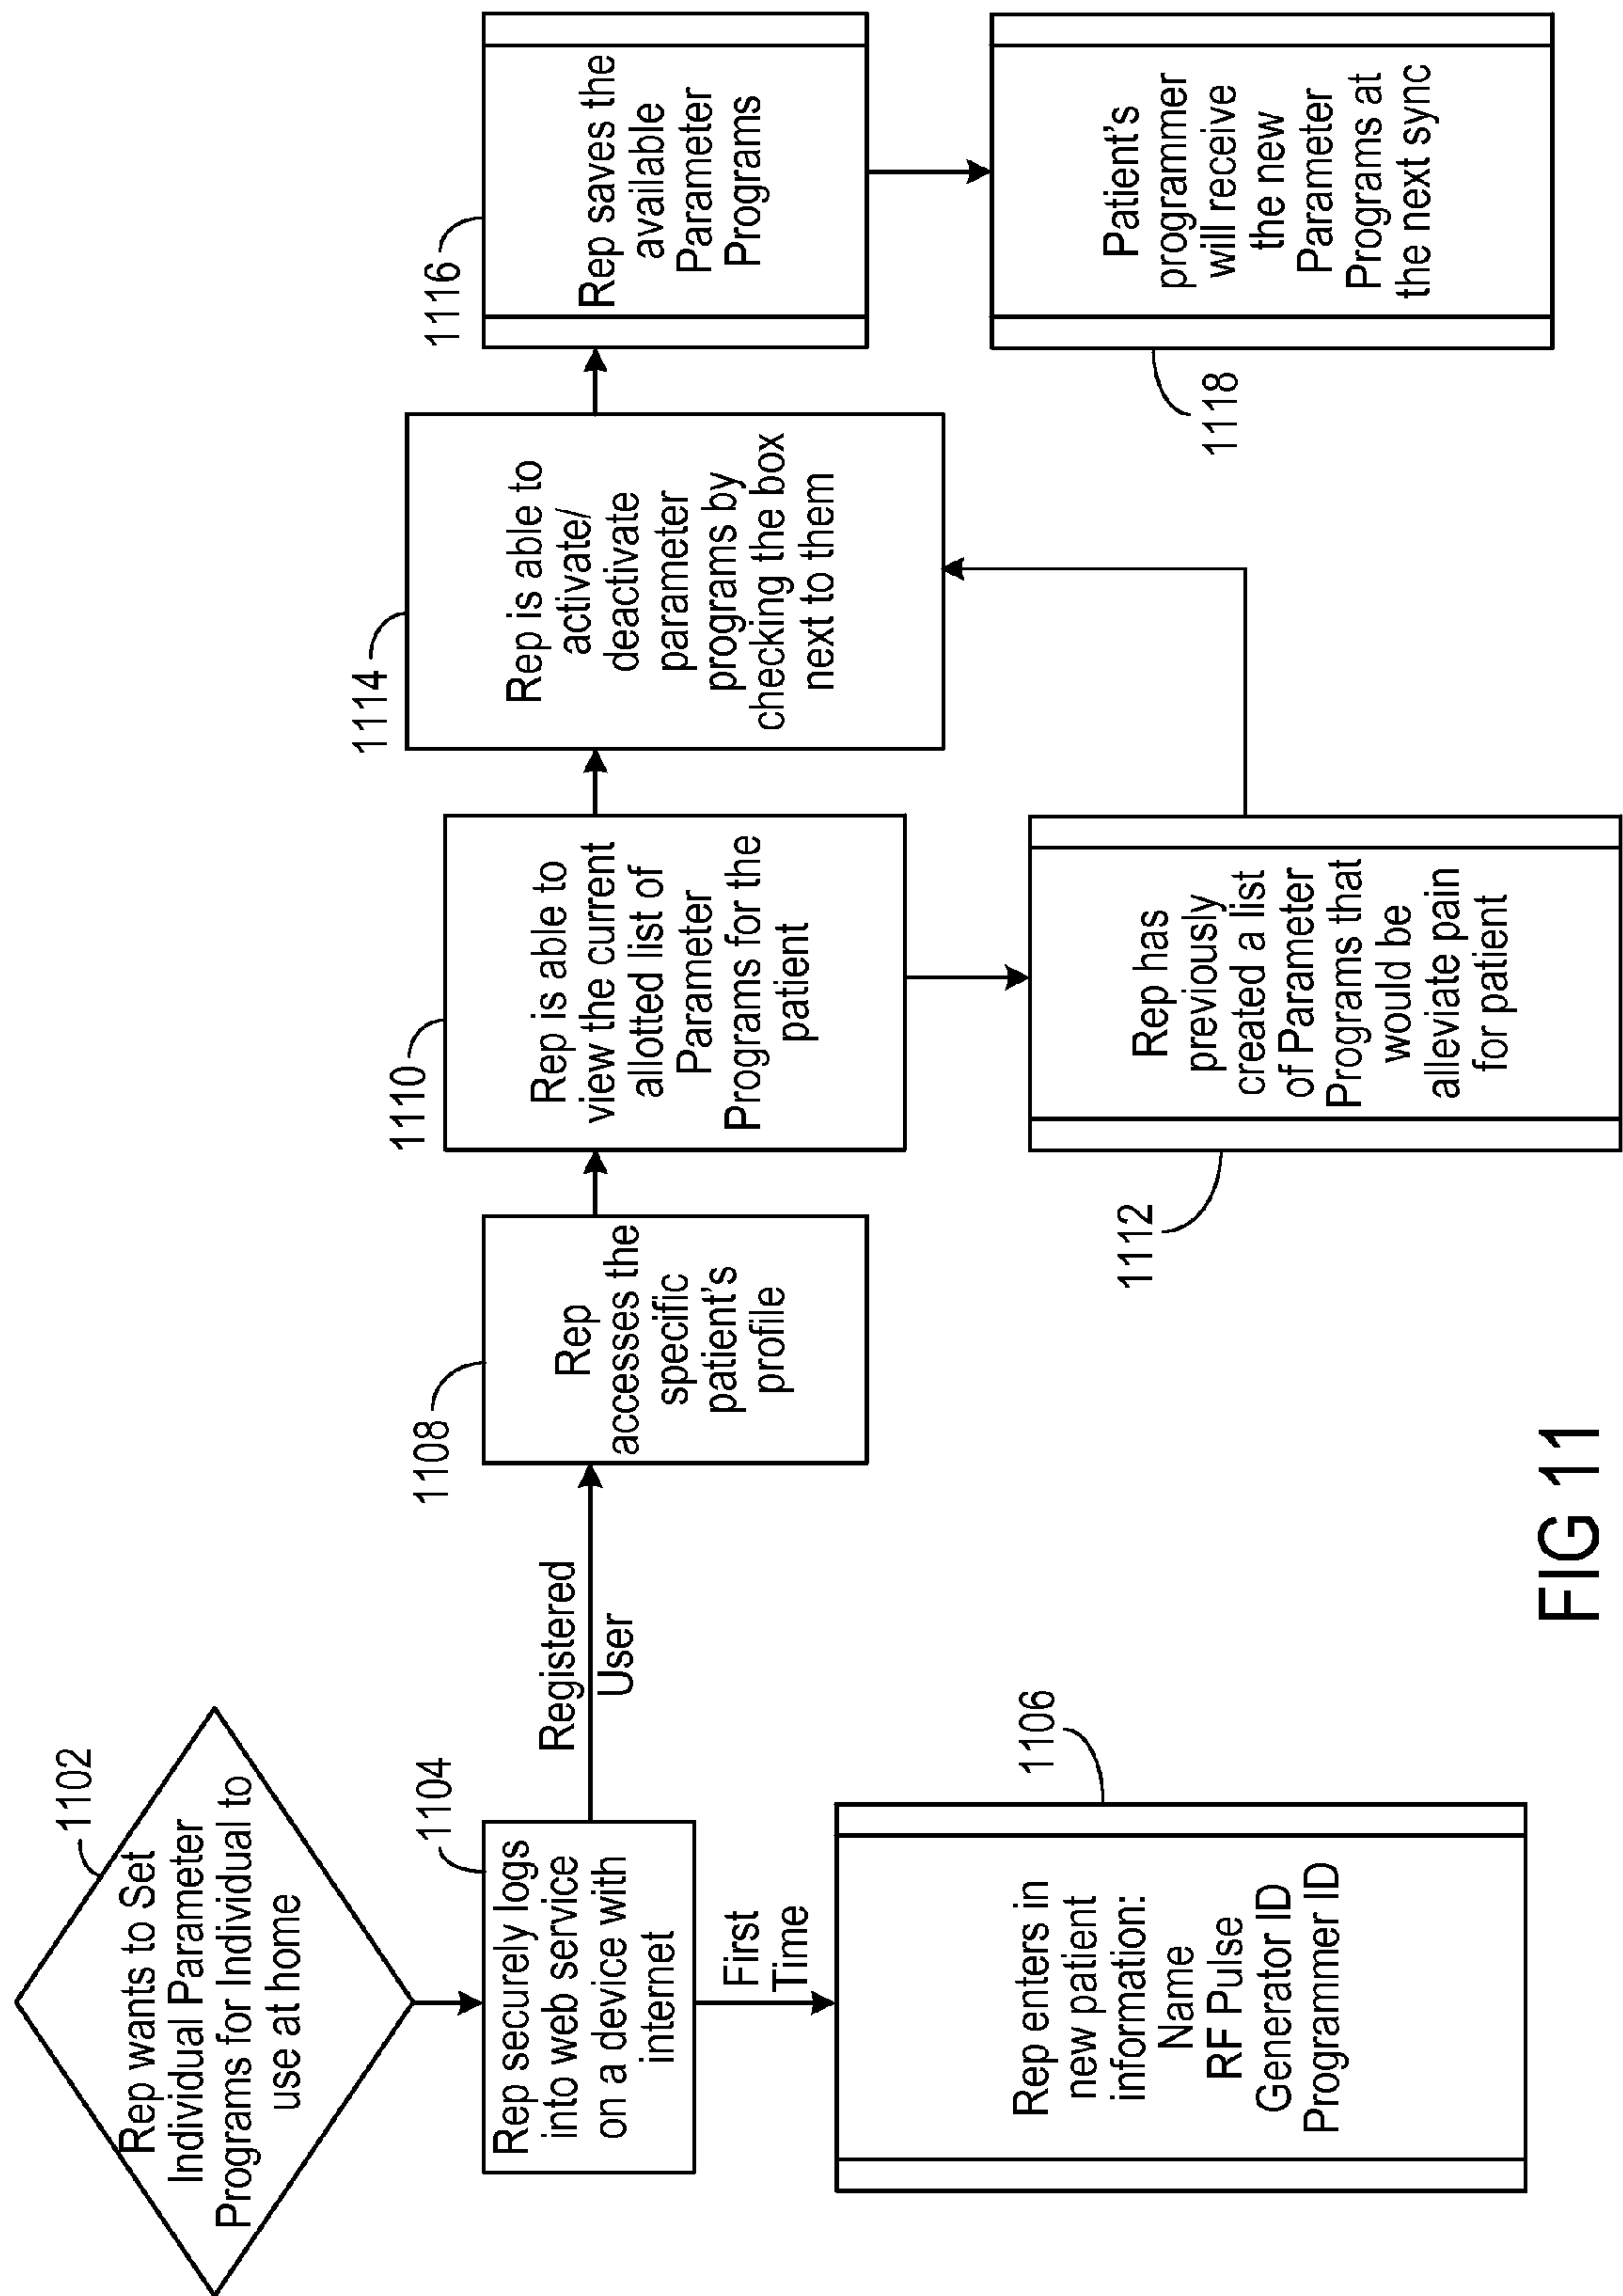 1102
Rep wants to Set
Individual Parameter
Programs for Individual to
use at home
1104
Rep securely logs
into web service
on a device with
internet
Registered
User
First
Time
1106
Rep enters in
new patient
information:
Name
RF Pulse
Generator ID
Programmer ID
1108
Rep
accesses the
specific
patient's
profile
1110
Rep is able to
view the current
allotted list of
Parameter
Programs for the
patient
1112
Rep has
previously
created a list
of Parameter
Programs that
would be
alleviate pain
for patient
1114
Rep is able to
activate/
deactivate
parameter
programs by
checking the box
next to them
1116
Rep saves the
available
Parameter
Programs
1118
Patient's
programmer
will receive
the new
Parameter
Programs at
the next sync
FIG 11